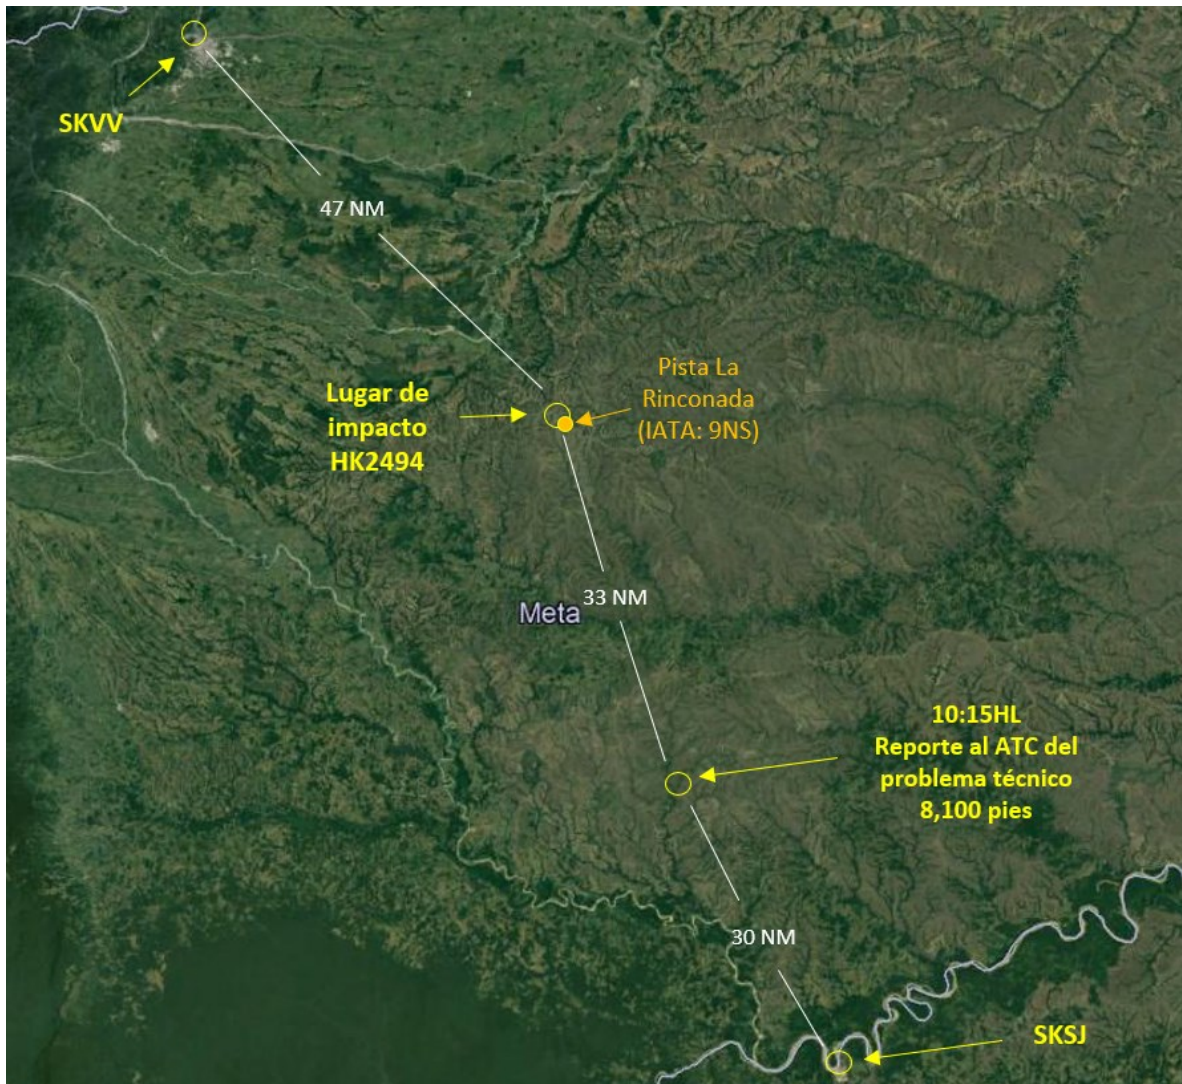 SKVV
47 NM
Lugar de
impacto
HK2494
Pista La
Rinconada
(IATA: 9NS)
Meta
33 NM
10:15HL
Reporte al ATC del
problema técnico
8,100 pies
30 NM
SKSJ